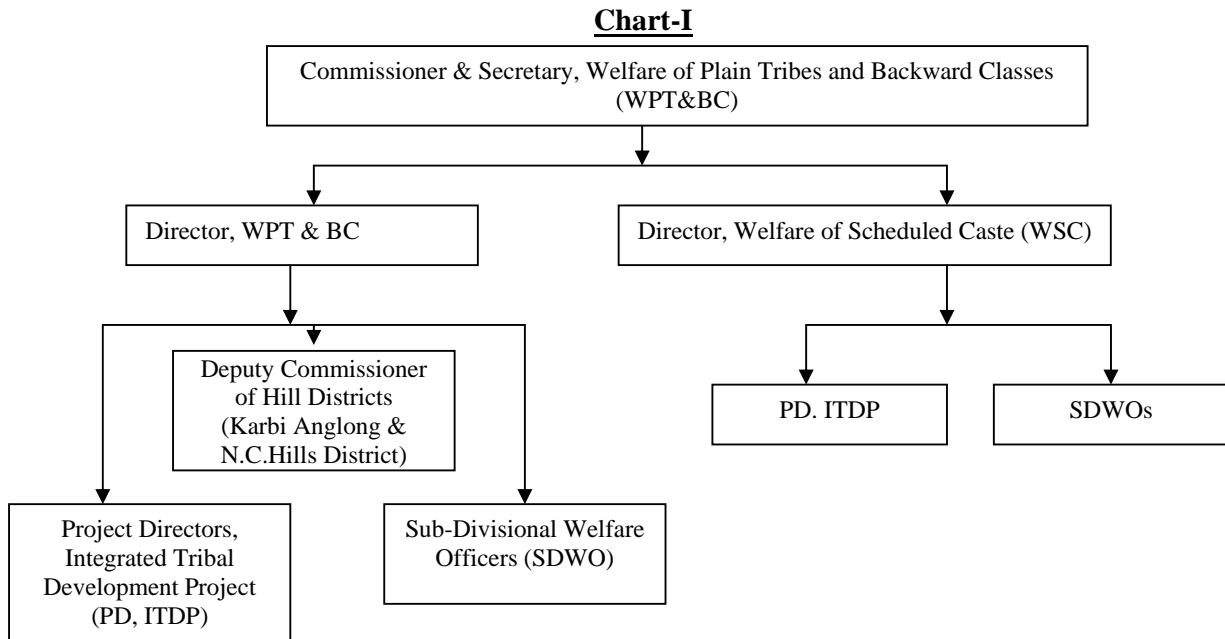 Chart-I
Commissioner & Secretary, Welfare of Plain Tribes and Backward Classes
(WPT&BC)
Director, WPT & BC
Director, Welfare of Scheduled Caste (WSC)
Deputy Commissioner
of Hill Districts
(Karbi Anglong &
N.C.Hills District)
PD. ITDP
SDWOs
Project Directors,
Integrated Tribal
Development Project
(PD, ITDP)
Sub-Divisional Welfare
Officers (SDWO)